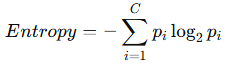 Entropy = − ∑_{i=1}^{C} p_i log_2 p_i